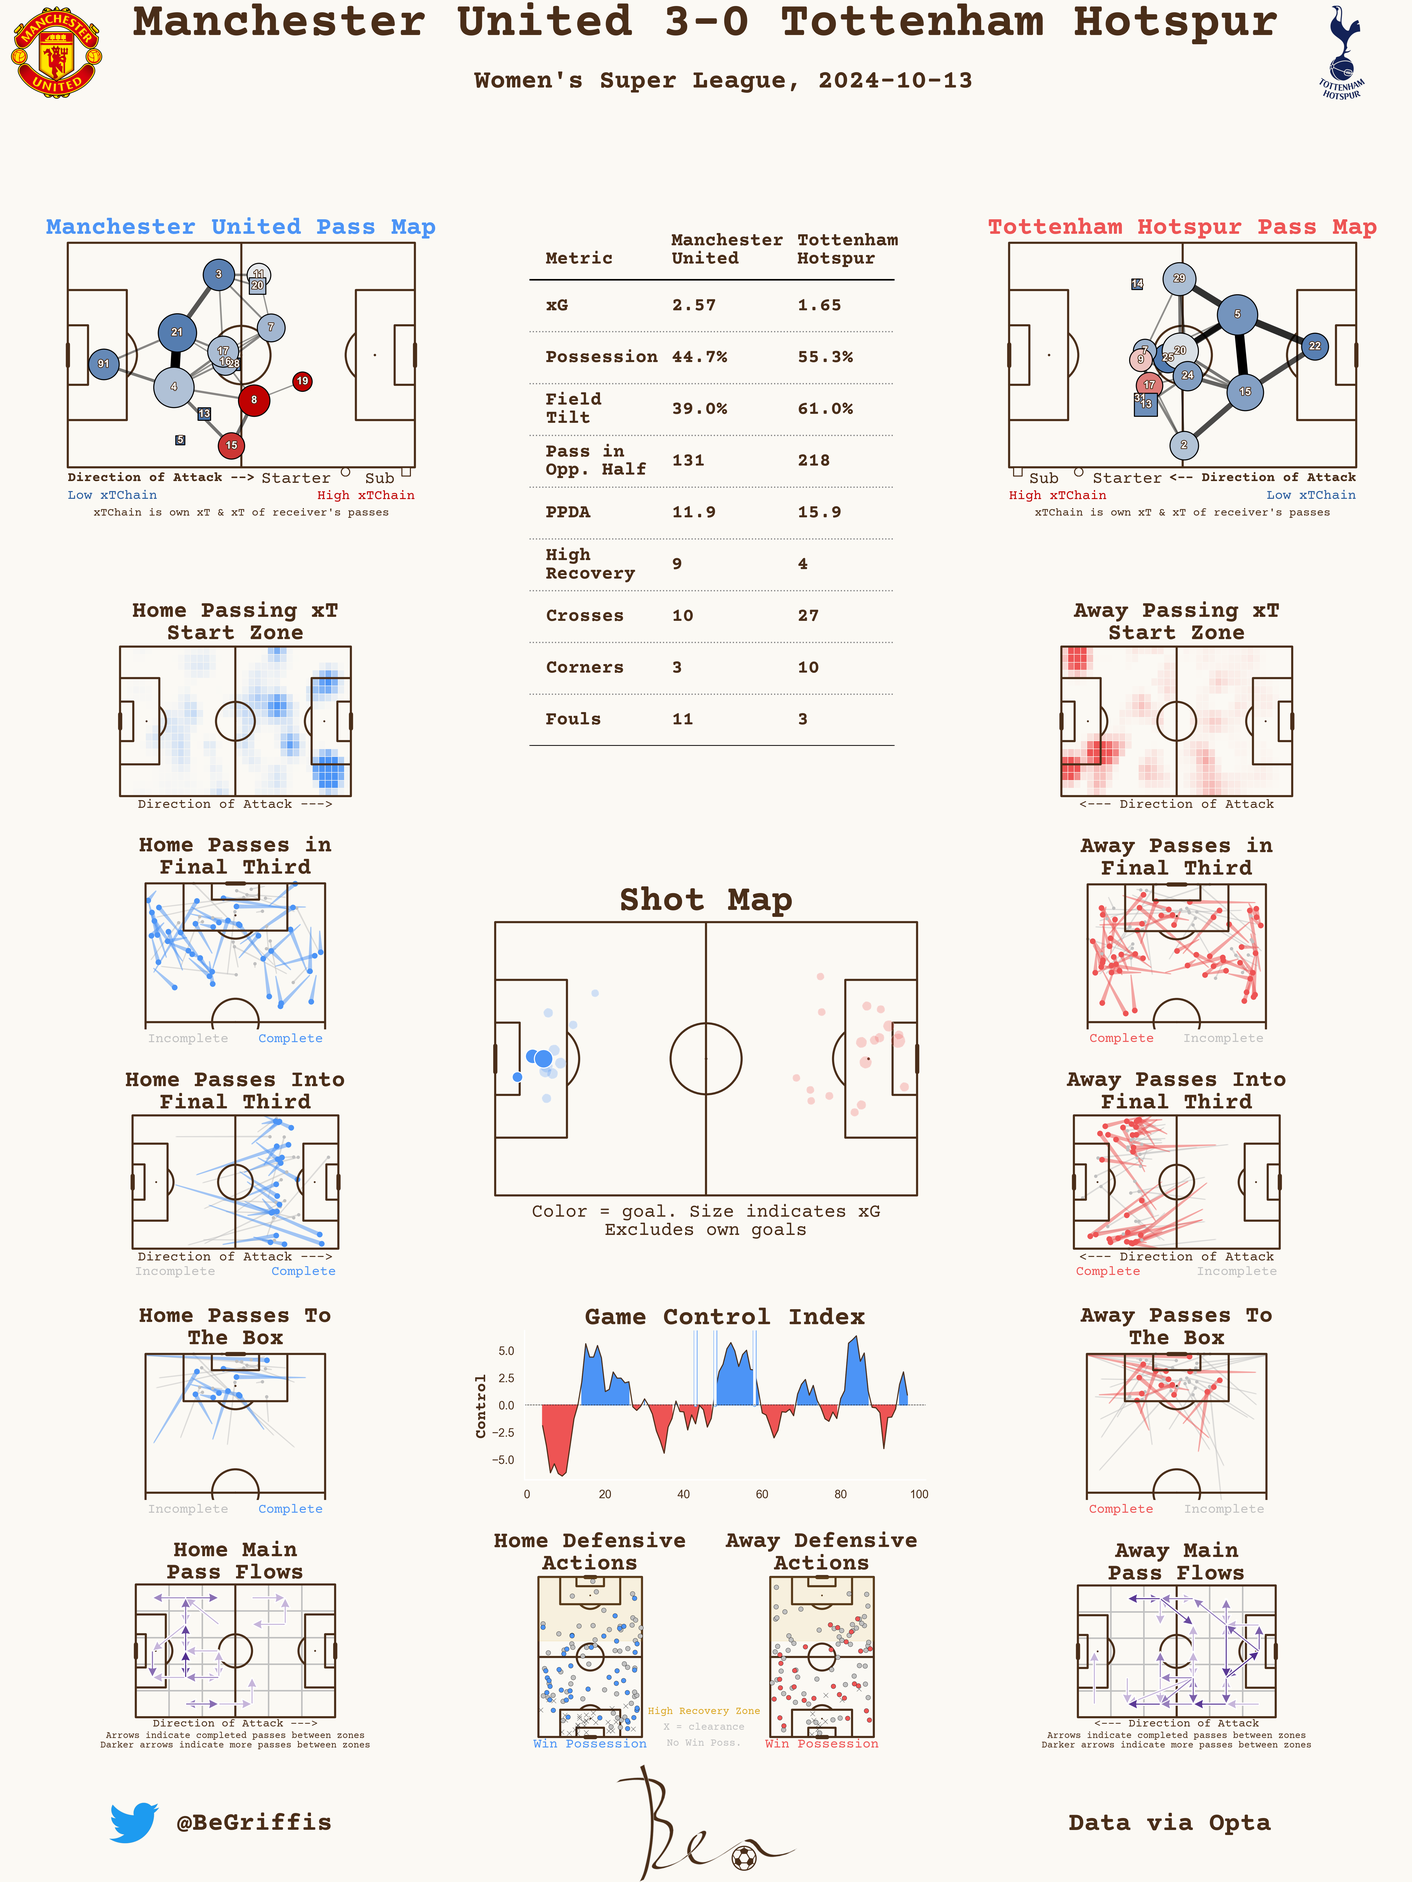 Manchester United 3-0 Tottenham Hotspur
MANCHESTER
UNITED
TOTTENHAM
HOTSPUR
Women's Super League, 2024-10-13
Manchester United Pass Map
3
11
20
21
7
17
16
28
91
4
19
8
13
5
15
Direction of Attack --> Starter Sub
Low xTChain High xTChain
xTChain is own xT & xT of receiver's passes
Metric Manchester United Tottenham Hotspur
xG 2.57 1.65
Possession 44.7% 55.3%
Field Tilt 39.0% 61.0%
Pass in Opp. Half 131 218
PPDA 11.9 15.9
High Recovery 9 4
Crosses 10 27
Corners 3 10
Fouls 11 3
Tottenham Hotspur Pass Map
14
29
5
7
20
25
9
22
24
17
15
31
13
2
Sub Starter <-- Direction of Attack
High xTChain Low xTChain
xTChain is own xT & xT of receiver's passes
Home Passing xT
Start Zone
Direction of Attack --->
Away Passing xT
Start Zone
<--- Direction of Attack
Home Passes in
Final Third
Incomplete Complete
Away Passes in
Final Third
Complete Incomplete
Shot Map
Color = goal. Size indicates xG
Excludes own goals
Home Passes Into
Final Third
Direction of Attack --->
Incomplete Complete
Away Passes Into
Final Third
<--- Direction of Attack
Complete Incomplete
Home Passes To
The Box
Incomplete Complete
Game Control Index
Control
5.0
2.5
0.0
−2.5
−5.0
0 20 40 60 80 100
Away Passes To
The Box
Complete Incomplete
Home Main
Pass Flows
Direction of Attack --->
Arrows indicate completed passes between zones
Darker arrows indicate more passes between zones
Home Defensive
Actions
Win Possession
Away Defensive
Actions
Win Possession
High Recovery Zone
X = clearance
No Win Poss.
Away Main
Pass Flows
<--- Direction of Attack
Arrows indicate completed passes between zones
Darker arrows indicate more passes between zones
@BeGriffis
Ben
Data via Opta